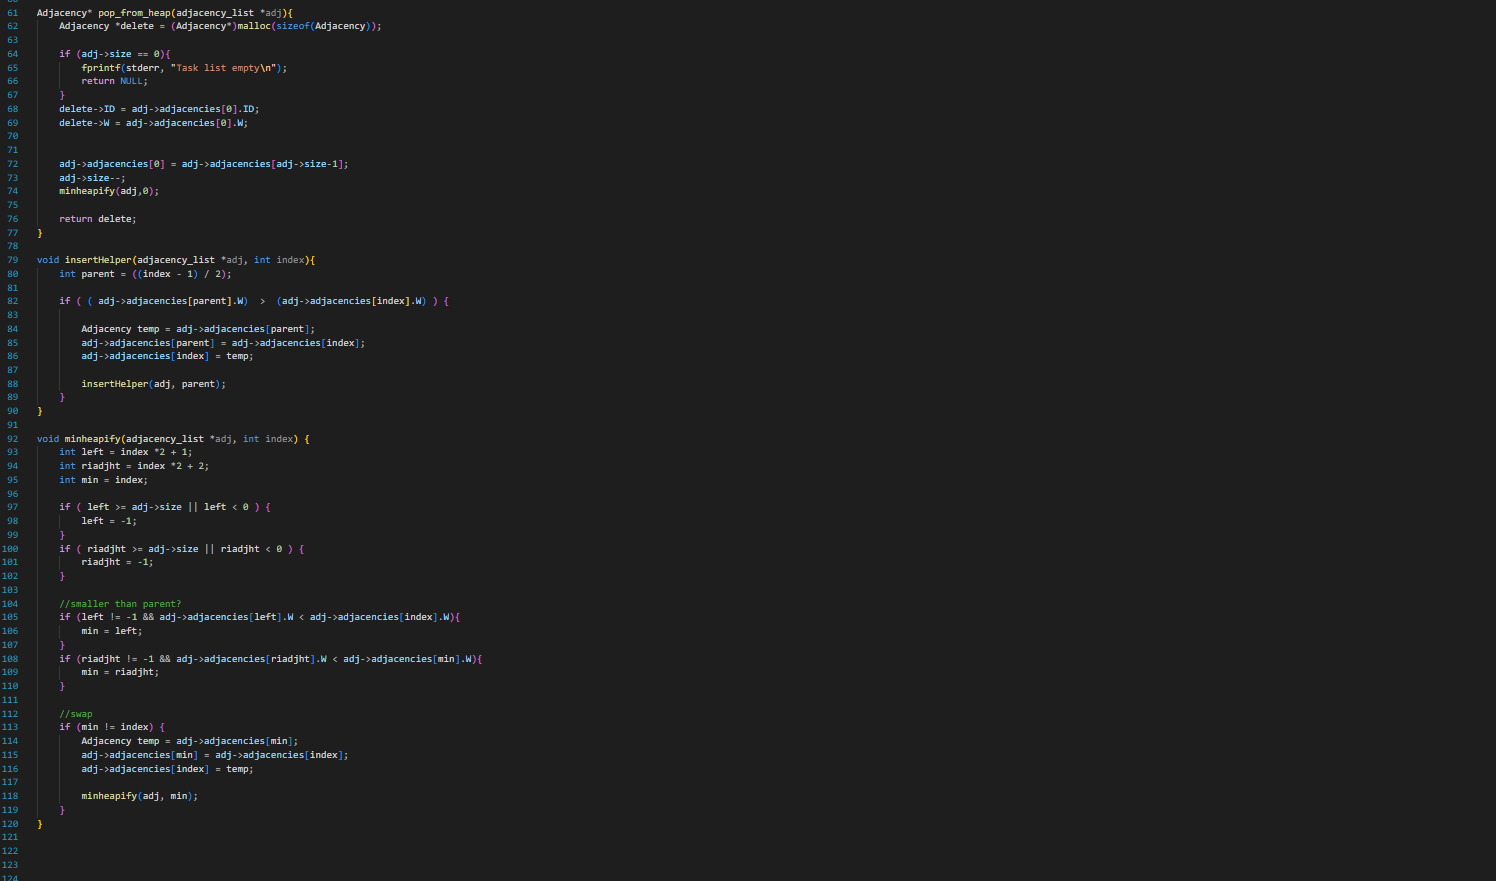 61 Adjacency* pop_from_heap(adjacency_list *adj){
62 Adjacency *delete = (Adjacency*)malloc(sizeof(Adjacency));
63
64 if (adj->size == 0){
65 fprintf(stderr, "Task list empty\n");
66 return NULL;
67 }
68 delete->ID = adj->adjacencies[0].ID;
69 delete->W = adj->adjacencies[0].W;
70
71
72 adj->adjacencies[0] = adj->adjacencies[adj->size-1];
73 adj->size--;
74 minheapify(adj,0);
75
76 return delete;
77 }
78
79 void insertHelper(adjacency_list *adj, int index){
80 int parent = ((index - 1) / 2);
81
82 if ( ( adj->adjacencies[parent].W) > (adj->adjacencies[index].W) ) {
83
84 Adjacency temp = adj->adjacencies[parent];
85 adj->adjacencies[parent] = adj->adjacencies[index];
86 adj->adjacencies[index] = temp;
87
88 insertHelper(adj, parent);
89 }
90 }
91
92 void minheapify(adjacency_list *adj, int index) {
93 int left = index *2 + 1;
94 int riadjht = index *2 + 2;
95 int min = index;
96
97 if ( left >= adj->size || left < 0 ) {
98 left = -1;
99 }
100 if ( riadjht >= adj->size || riadjht < 0 ) {
101 riadjht = -1;
102 }
103
104 //smaller than parent?
105 if (left != -1 && adj->adjacencies[left].W < adj->adjacencies[index].W){
106 min = left;
107 }
108 if (riadjht != -1 && adj->adjacencies[riadjht].W < adj->adjacencies[min].W){
109 min = riadjht;
110 }
111
112 //swap
113 if (min != index) {
114 Adjacency temp = adj->adjacencies[min];
115 adj->adjacencies[min] = adj->adjacencies[index];
116 adj->adjacencies[index] = temp;
117
118 minheapify(adj, min);
119 }
120 }
121
122
123
124